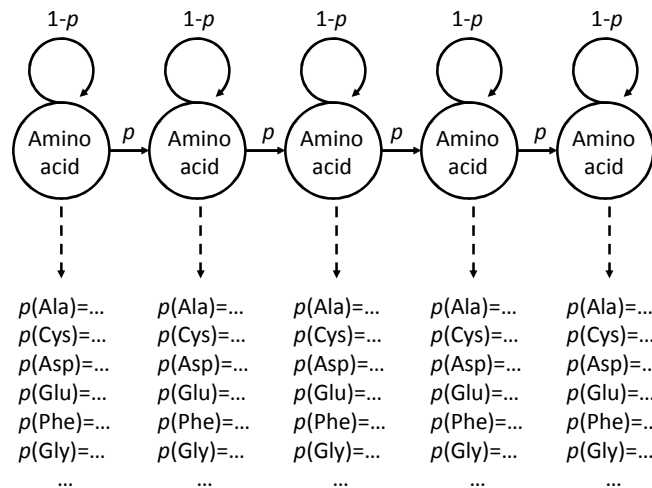 1-p 1-p 1-p 1-p 1-p
Amino acid p Amino acid p Amino acid p Amino acid p Amino acid
p(Ala)=... p(Ala)=... p(Ala)=... p(Ala)=... p(Ala)=...
p(Cys)=... p(Cys)=... p(Cys)=... p(Cys)=... p(Cys)=...
p(Asp)=... p(Asp)=... p(Asp)=... p(Asp)=... p(Asp)=...
p(Glu)=... p(Glu)=... p(Glu)=... p(Glu)=... p(Glu)=...
p(Phe)=... p(Phe)=... p(Phe)=... p(Phe)=... p(Phe)=...
p(Gly)=... p(Gly)=... p(Gly)=... p(Gly)=... p(Gly)=...
... ... ... ... ...